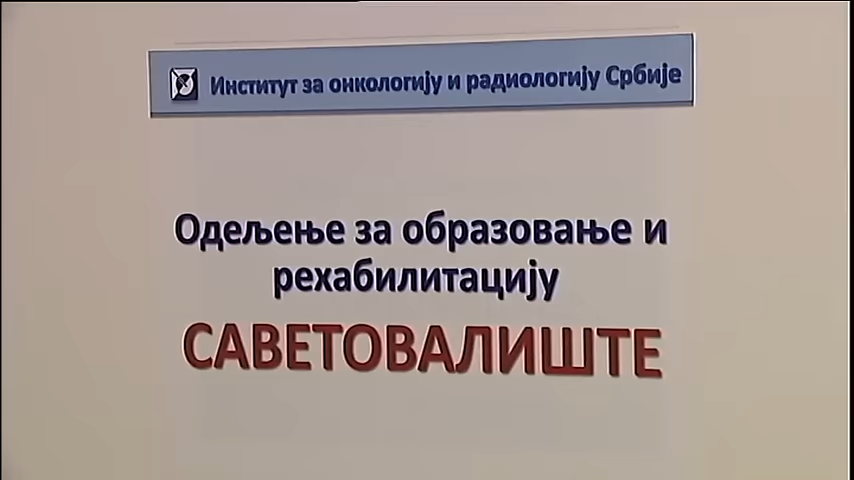 Институт за онкологију и радиологију Србије
Одељење за образовање и
рехабилитацију
САВЕТОВАЛИШТЕ